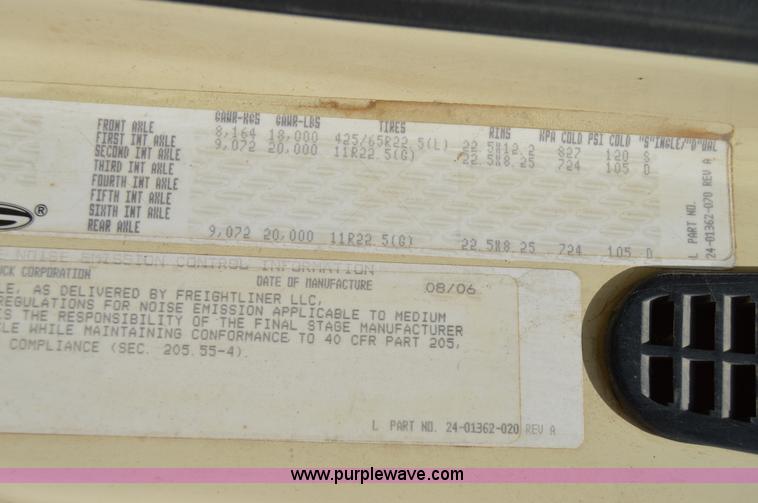 GAWR-KGS GAWR-LBS TIRES RIMS KPA COLD PSI COLD "S"INGLE/"D"UAL
FRONT AXLE 8,164 18,000 425/65R22.5(L) 22.5X12.2 827 120 S
FIRST INT AXLE 9,072 20,000 11R22.5(G) 22.5X8.25 724 105 D
SECOND INT AXLE
THIRD INT AXLE
FOURTH INT AXLE
FIFTH INT AXLE
SIXTH INT AXLE
REAR AXLE 9,072 20,000 11R22.5(G) 22.5X8.25 724 105 D
L PART NO. 24-01362-070 REV A
®
E NOISE EMISSION CONTROL INFORMATION
UCK CORPORATION DATE OF MANUFACTURE 08/06
LE, AS DELIVERED BY FREIGHTLINER LLC,
REGULATIONS FOR NOISE EMISSION APPLICABLE TO MEDIUM
IS THE RESPONSIBILITY OF THE FINAL STAGE MANUFACTURER
CLE WHILE MAINTAINING CONFORMANCE TO 40 CFR PART 205,
COMPLIANCE (SEC. 205.55-4).
L PART NO. 24-01362-020 REV A
www.purplewave.com